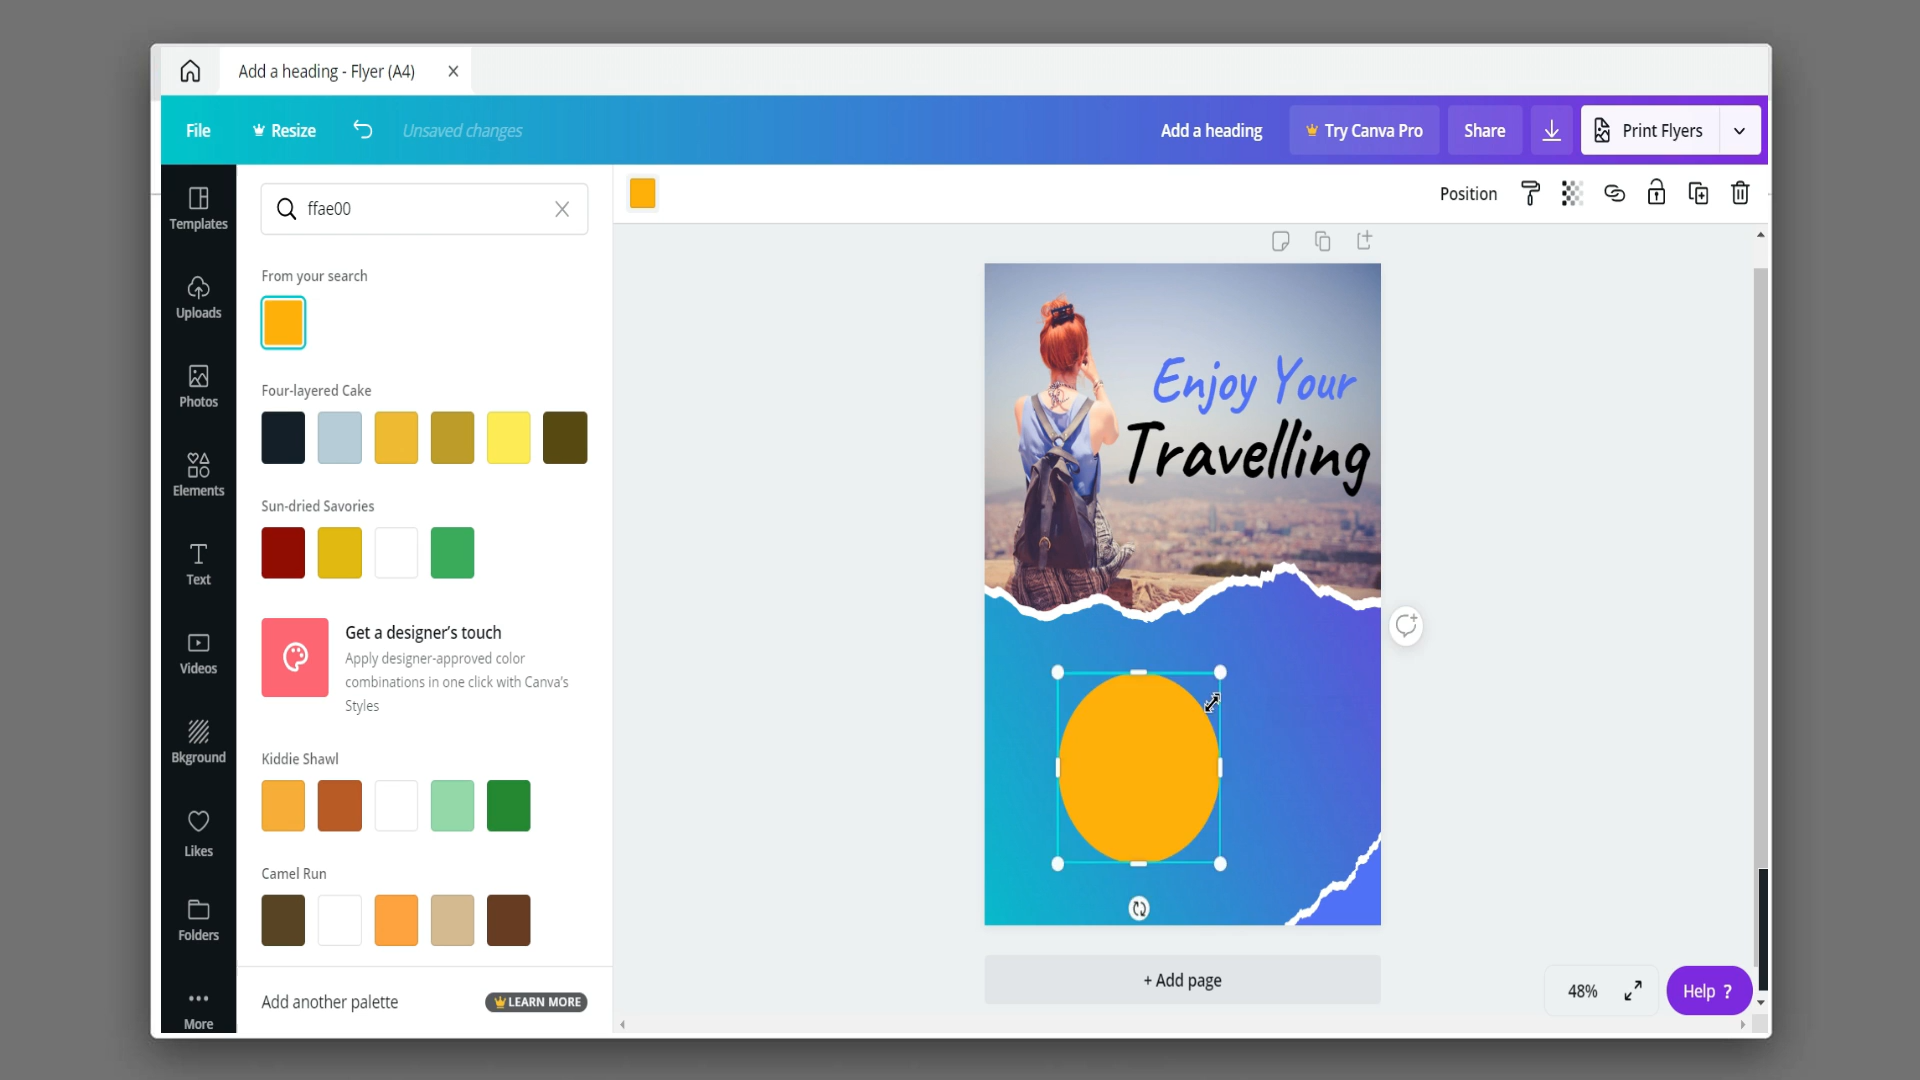 Add a heading - Flyer (A4)
File
Resize
Unsaved changes
Add a heading
Try Canva Pro
Share
Print Flyers
Templates
Uploads
Photos
Elements
Text
Videos
Bkground
Likes
Folders
More
ffae00
From your search
Four-layered Cake
Sun-dried Savories
Get a designer's touch
Apply designer-approved color
combinations in one click with Canva's
Styles
Kiddie Shawl
Camel Run
Add another palette
LEARN MORE
Position
Enjoy Your
Travelling
+ Add page
48%
Help ?